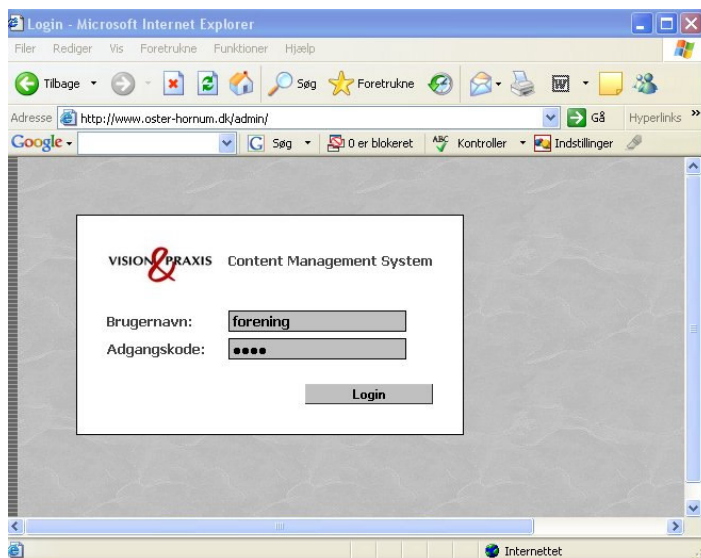 Login - Microsoft Internet Explorer
Filer Rediger Vis Foretrukne Funktioner Hjælp
Tilbage Søg Foretrukne
Adresse http://www.oster-hornum.dk/admin/ Gå Hyperlinks »
Google Søg 0 er blokeret ABC Kontroller Indstillinger
VISION & PRAXIS Content Management System
Brugernavn: forening
Adgangskode: ●●●●
Login
Internettet